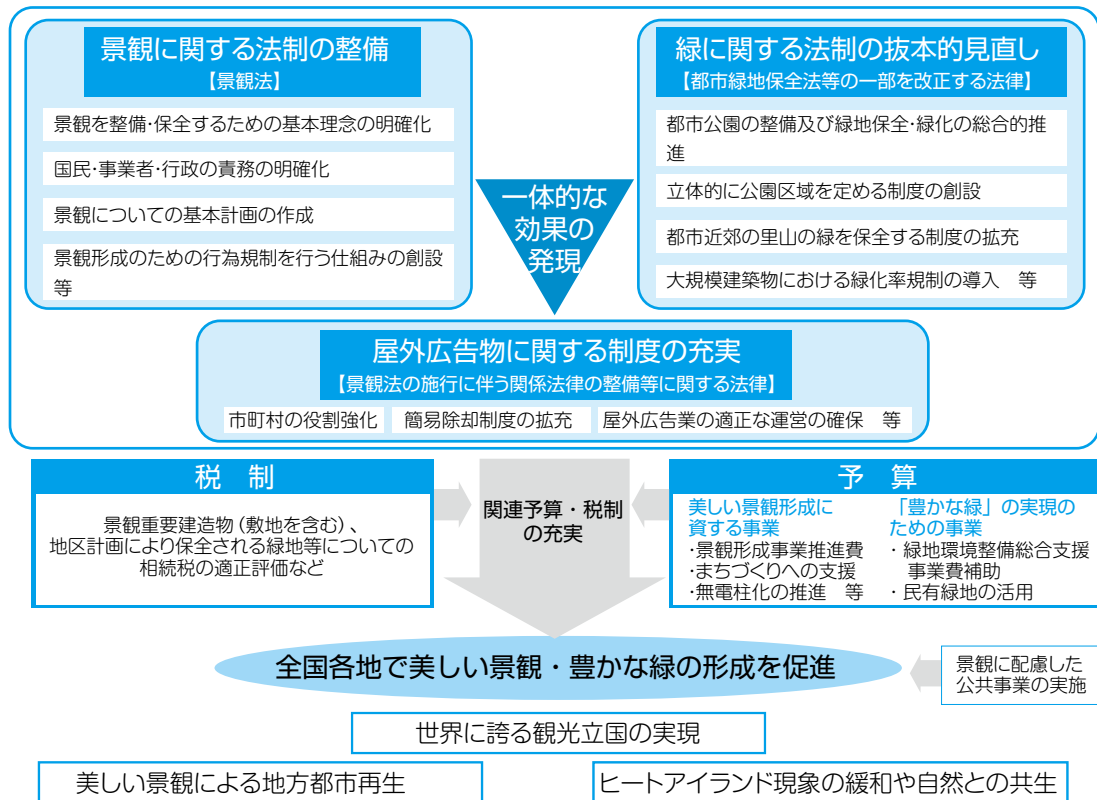 景観に関する法制の整備
【景観法】
景観を整備・保全するための基本理念の明確化
国民・事業者・行政の責務の明確化
景観についての基本計画の作成
景観形成のための行為規制を行う仕組みの創設
等
緑に関する法制の抜本的見直し
【都市緑地保全法等の一部を改正する法律】
都市公園の整備及び緑地保全・緑化の総合的推
進
立体的に公園区域を定める制度の創設
都市近郊の里山の緑を保全する制度の拡充
大規模建築物における緑化率規制の導入　等
一体的な
効果の
発現
屋外広告物に関する制度の充実
【景観法の施行に伴う関係法律の整備等に関する法律】
市町村の役割強化
簡易除却制度の拡充
屋外広告業の適正な運営の確保　等
税　制
景観重要建造物（敷地を含む）、
地区計画により保全される緑地等についての
相続税の適正評価など
関連予算・税制
の充実
予　算
美しい景観形成に
資する事業
・景観形成事業推進費
・まちづくりへの支援
・無電柱化の推進　等
「豊かな緑」の実現の
ための事業
・緑地環境整備総合支援
事業費補助
・民有緑地の活用
全国各地で美しい景観・豊かな緑の形成を促進
景観に配慮した
公共事業の実施
世界に誇る観光立国の実現
美しい景観による地方都市再生
ヒートアイランド現象の緩和や自然との共生